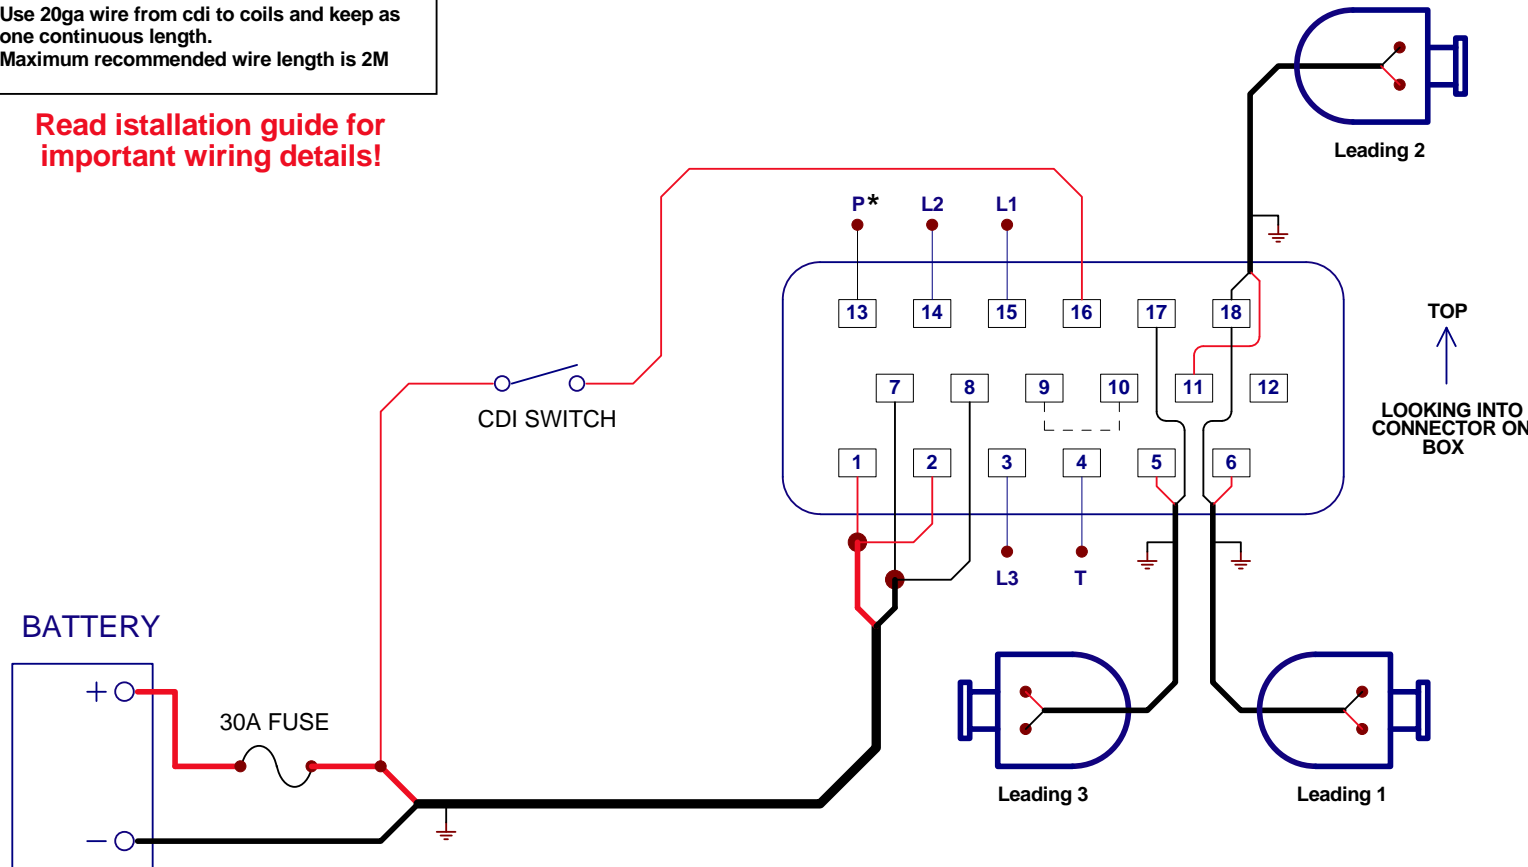 Use 20ga wire from cdi to coils and keep as
one continuous length.
Maximum recommended wire length is 2M
Read istallation guide for
important wiring details!
Leading 2
P* L2 L1
13 14 15 16 17 18
TOP
7 8 9 10 11 12
CDI SWITCH
LOOKING INTO
CONNECTOR ON
BOX
1 2 3 4 5 6
L3 T
BATTERY
+
30A FUSE
Leading 3
Leading 1
−